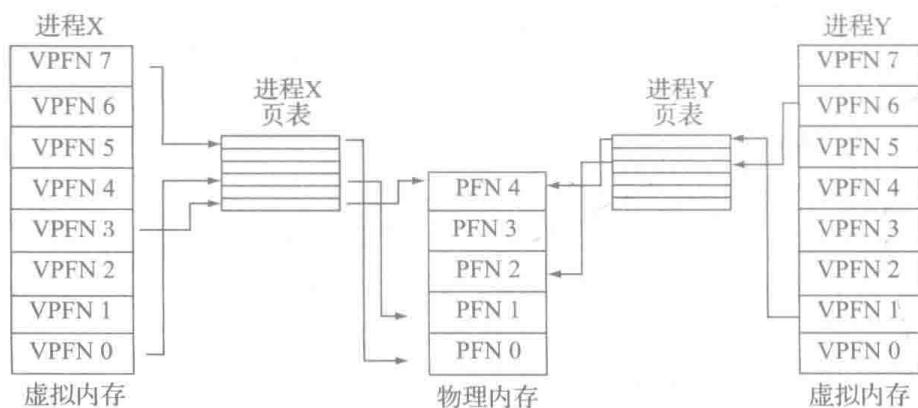 进程X
VPFN 7
VPFN 6
VPFN 5
VPFN 4
VPFN 3
VPFN 2
VPFN 1
VPFN 0
虚拟内存
进程X
页表
PFN 4
PFN 3
PFN 2
PFN 1
PFN 0
物理内存
进程Y
页表
进程Y
VPFN 7
VPFN 6
VPFN 5
VPFN 4
VPFN 3
VPFN 2
VPFN 1
VPFN 0
虚拟内存